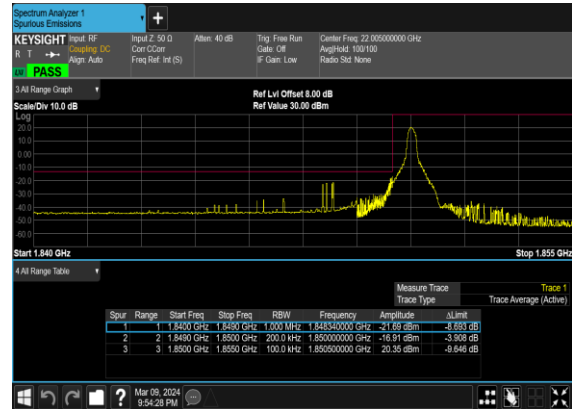 Spectrum Analyzer 1
Spurious Emissions
KEYSIGHT Input: RF Input Z: 50 Ω Atten: 40 dB Trig: Free Run Center Freq: 22.005000000 GHz
R T Coupling: DC Corr CCorr Gate: Off Avg|Hold: 100/100
Align: Auto Freq Ref: Int (S) IF Gain: Low Radio Std: None
LXI PASS
3 All Range Graph
Ref Lvl Offset 8.00 dB
Scale/Div 10.0 dB Ref Value 30.00 dBm
Log
20.0
10.0
0.00
-10.0
-20.0
-30.0
-40.0
-50.0
-60.0
Start 1.840 GHz Stop 1.855 GHz
4 All Range Table
Measure Trace Trace 1
Trace Type Trace Average (Active)
Spur Range Start Freq Stop Freq RBW Frequency Amplitude ΔLimit
1 1 1.8400 GHz 1.8490 GHz 1.000 MHz 1.848340000 GHz -21.69 dBm -8.693 dB
2 2 1.8490 GHz 1.8500 GHz 200.0 kHz 1.850000000 GHz -16.91 dBm -3.908 dB
3 3 1.8500 GHz 1.8550 GHz 100.0 kHz 1.850500000 GHz 20.35 dBm -9.646 dB
Mar 09, 2024
9:54:28 PM